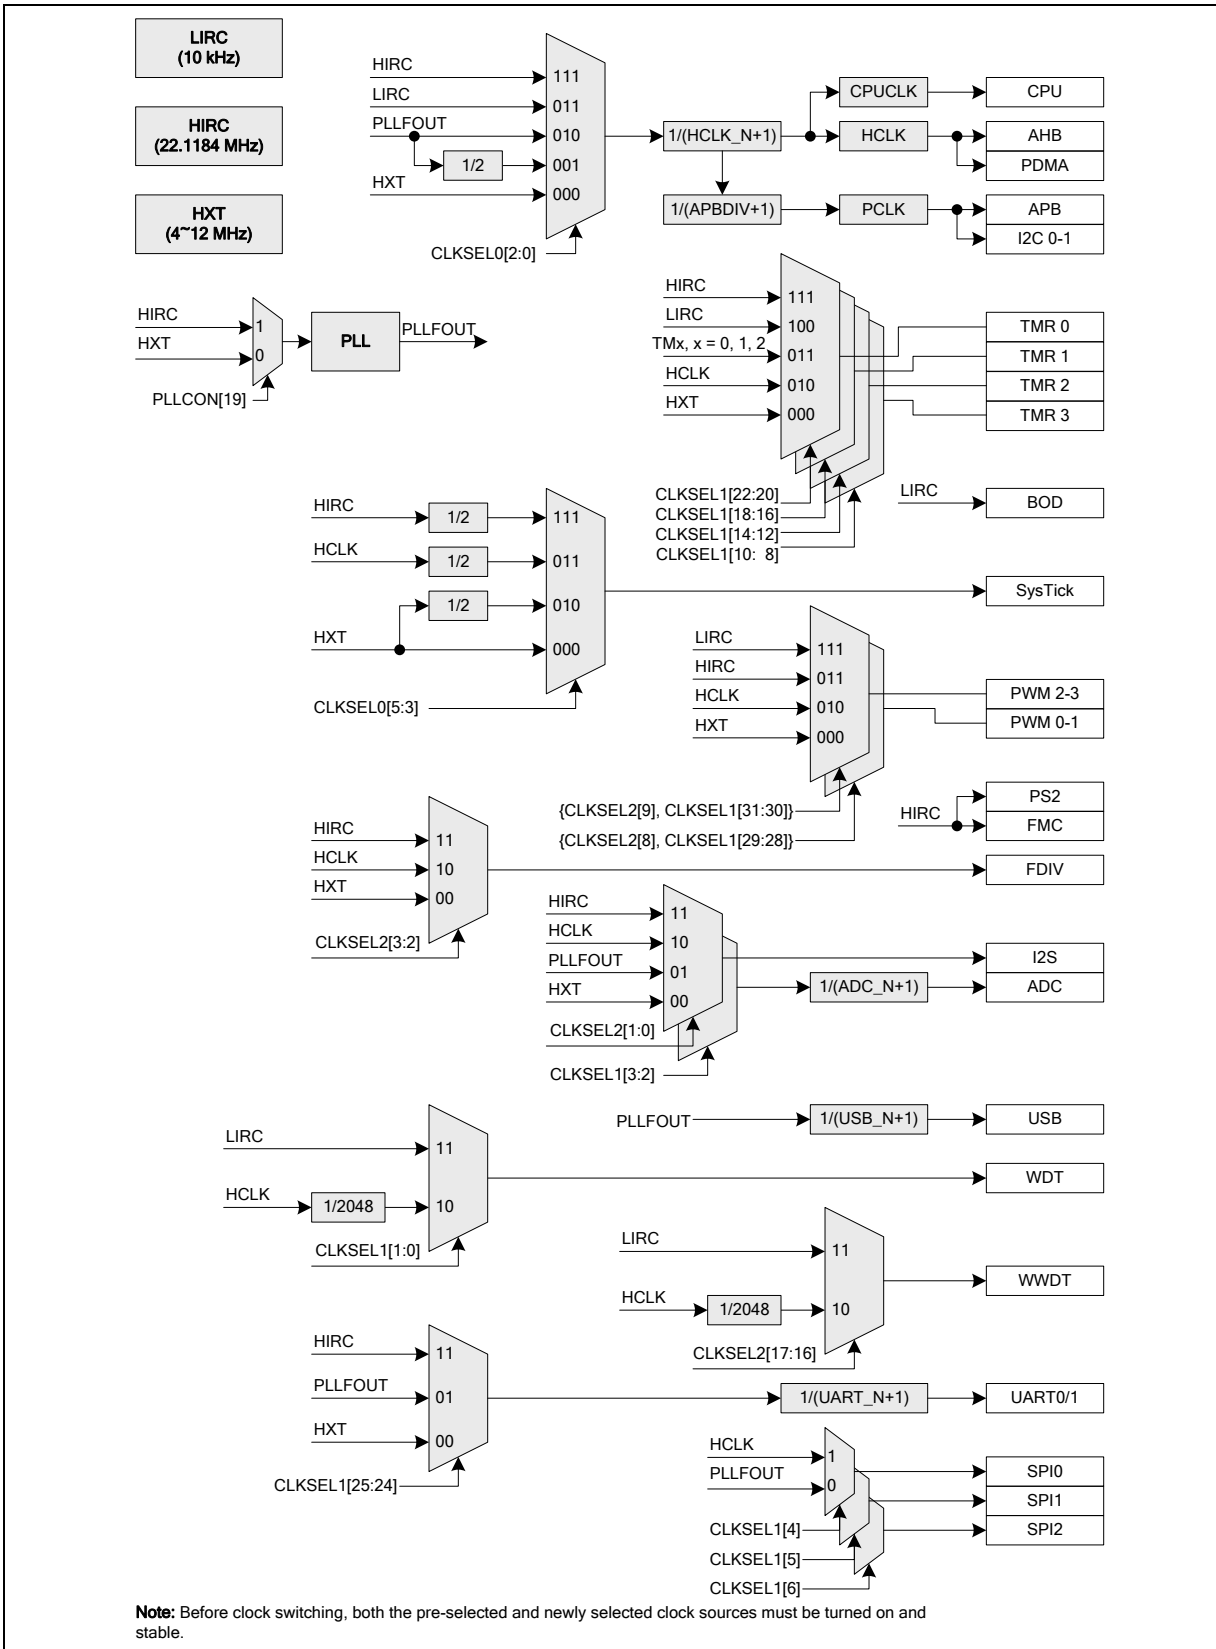 LIRC
(10 kHz)
HIRC
(22.1184 MHz)
HXT
(4~12 MHz)
HIRC
LIRC
PLLFOUT
1/2
HXT
111
011
010
001
000
CLKSEL0[2:0]
1/(HCLK_N+1)
1/(APBDIV+1)
CPUCLK
HCLK
PCLK
CPU
AHB
PDMA
APB
I2C 0-1
HIRC
HXT
1
0
PLL
PLLFOUT
PLLCON[19]
HIRC
LIRC
TMx, x = 0, 1, 2
HCLK
HXT
111
100
011
010
000
TMR 0
TMR 1
TMR 2
TMR 3
CLKSEL1[22:20]
CLKSEL1[18:16]
CLKSEL1[14:12]
CLKSEL1[10: 8]
LIRC
BOD
HIRC
HCLK
HXT
1/2
1/2
1/2
111
011
010
000
CLKSEL0[5:3]
SysTick
LIRC
HIRC
HCLK
HXT
111
011
010
000
PWM 2-3
PWM 0-1
{CLKSEL2[9], CLKSEL1[31:30]}
{CLKSEL2[8], CLKSEL1[29:28]}
HIRC
PS2
FMC
HIRC
HCLK
HXT
11
10
00
CLKSEL2[3:2]
FDIV
HIRC
HCLK
PLLFOUT
HXT
11
10
01
00
CLKSEL2[1:0]
CLKSEL1[3:2]
1/(ADC_N+1)
I2S
ADC
PLLFOUT
1/(USB_N+1)
USB
LIRC
HCLK
1/2048
11
10
CLKSEL1[1:0]
WDT
LIRC
HCLK
1/2048
11
10
CLKSEL2[17:16]
WWDT
HIRC
PLLFOUT
HXT
11
01
00
CLKSEL1[25:24]
1/(UART_N+1)
UART0/1
HCLK
PLLFOUT
1
0
CLKSEL1[4]
CLKSEL1[5]
CLKSEL1[6]
SPI0
SPI1
SPI2
Note: Before clock switching, both the pre-selected and newly selected clock sources must be turned on and
stable.